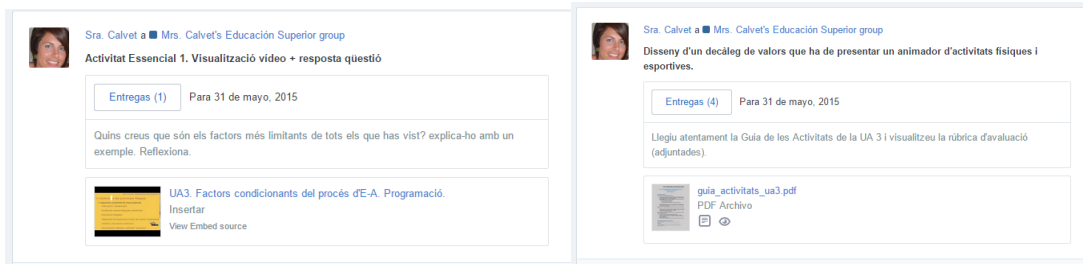 Sra. Calvet a Mrs. Calvet's Educación Superior group
Activitat Essencial 1. Visualització vídeo + resposta qüestió
Entregas (1) Para 31 de mayo, 2015
Quins creus que són els factors més limitants de tots els que has vist? explica-ho amb un
exemple. Reflexiona.
UA3. Factors condicionants del procés d'E-A. Programació.
Insertar
View Embed source
Sra. Calvet a Mrs. Calvet's Educación Superior group
Disseny d'un decàleg de valors que ha de presentar un animador d'activitats físiques i
esportives.
Entregas (4) Para 31 de mayo, 2015
Llegiu atentament la Guia de les Activitats de la UA 3 i visualitzeu la rúbrica d'avaluació
(adjuntades).
guia_activitats_ua3.pdf
PDF Archivo